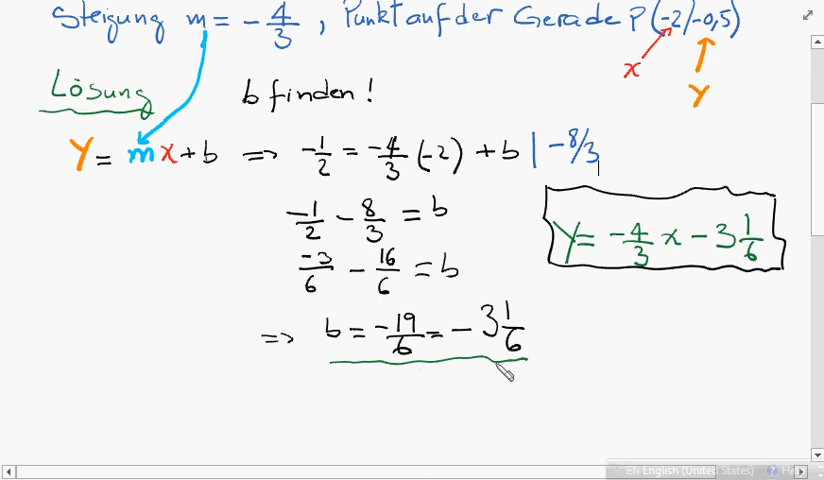 Steigung m = -4/3 , Punkt auf der Gerade P(-2/-0,5)
x
Y
Lösung b finden!
Y = mx + b => -1/2 = -4/3 (-2) + b | -8/3
-1/2 - 8/3 = b
Y = -4/3 x - 3 1/6
-3/6 - 16/6 = b
=> b = -19/6 = -3 1/6
EN English (United States) ? Help